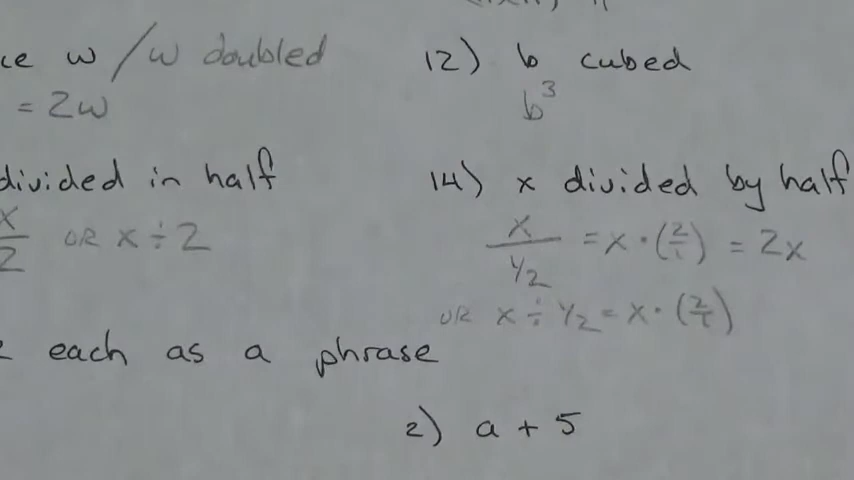 w / w doubled
= 2w
12) b cubed
b³
divided in half
x/2 OR x ÷ 2
14) x divided by half
x/(1/2) = x · (2/1) = 2x
OR x ÷ 1/2 = x · (2/1)
each as a phrase
2) a + 5